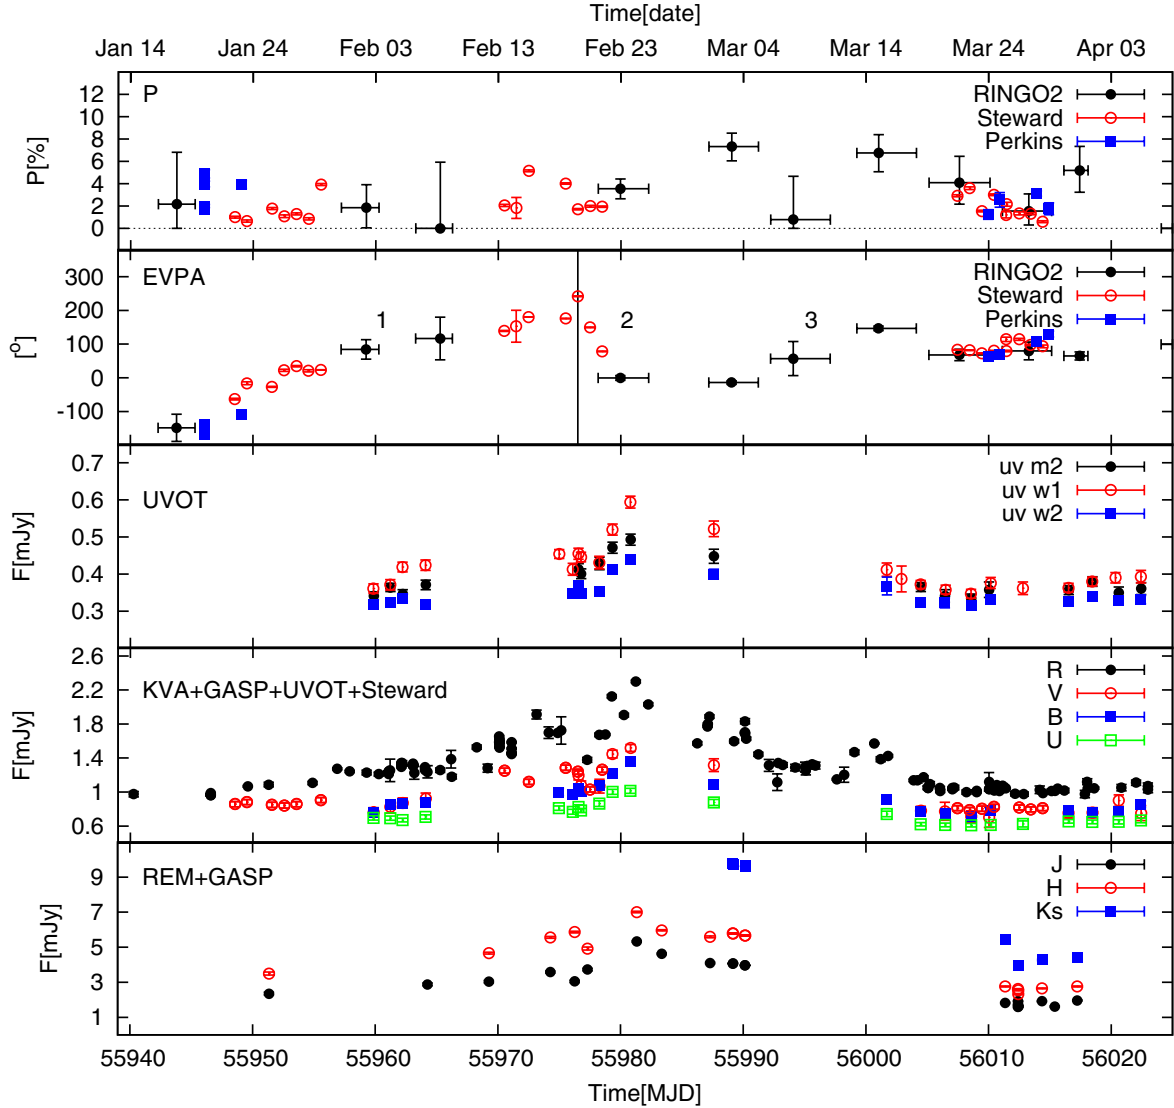 Time[date]
Jan 14 Jan 24 Feb 03 Feb 13 Feb 23 Mar 04 Mar 14 Mar 24 Apr 03
P[%]
12
10
8
6
4
2
0
P
RINGO2
Steward
Perkins
[°]
300
200
100
0
-100
EVPA
1
2
3
RINGO2
Steward
Perkins
F[mJy]
0.7
0.6
0.5
0.4
0.3
UVOT
uv m2
uv w1
uv w2
F[mJy]
2.6
2.2
1.8
1.4
1
0.6
KVA+GASP+UVOT+Steward
R
V
B
U
F[mJy]
9
7
5
3
1
REM+GASP
J
H
Ks
55940 55950 55960 55970 55980 55990 56000 56010 56020
Time[MJD]